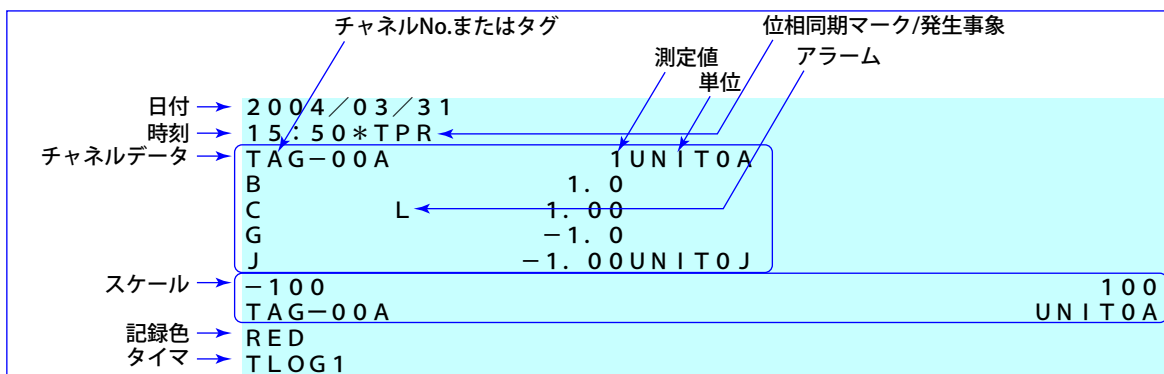 チャネルNo.またはタグ
位相同期マーク/発生事象
測定値
アラーム
単位
日付 2004/03/31
時刻 15:50*TPR
チャネルデータ TAG-00A 1UNIT0A
B 1.0
C L 1.00
G -1.0
J -1.00UNIT0J
スケール -100 100
TAG-00A UNIT0A
記録色 RED
タイマ TLOG1